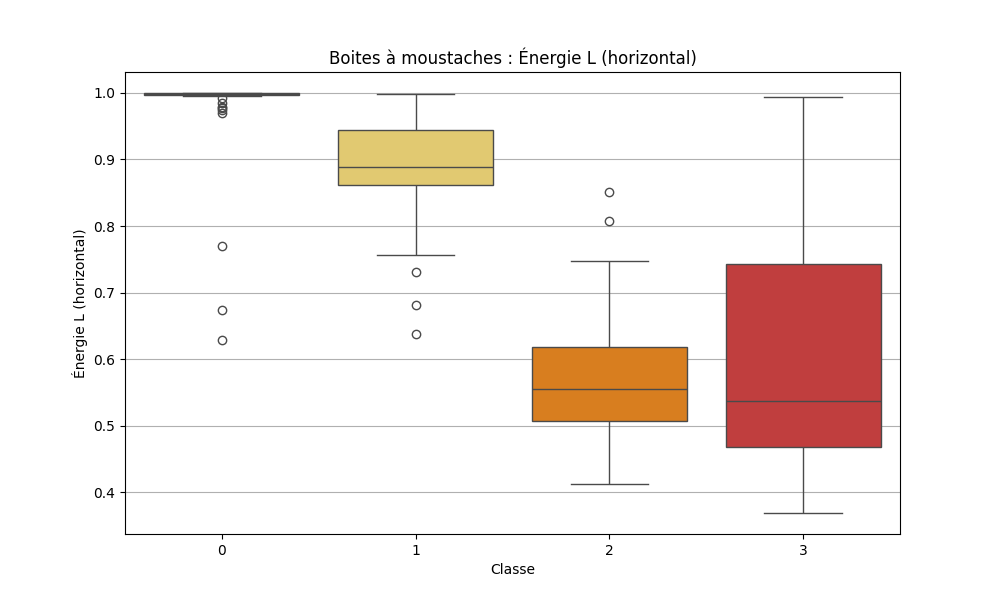 Boites à moustaches : Énergie L (horizontal)
Énergie L (horizontal)
1.0
0.9
0.8
0.7
0.6
0.5
0.4
0 1 2 3
Classe